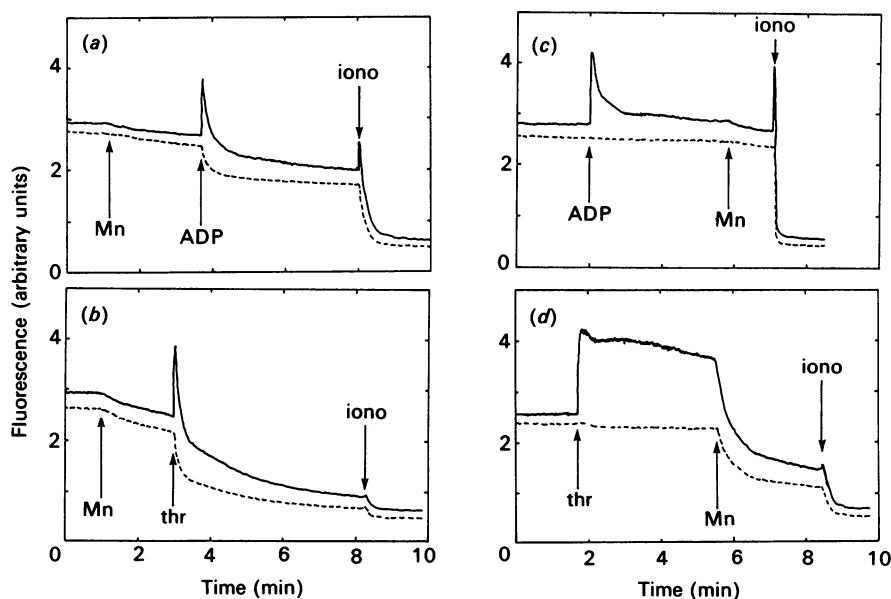 Fluorescence (arbitrary units)
(a)
4
2
0
Mn
ADP
iono
(b)
4
2
Mn
thr
iono
0 2 4 6 8 10
Time (min)
(c)
4
2
0
ADP
Mn
iono
(d)
4
2
thr
Mn
iono
0 2 4 6 8 10
Time (min)